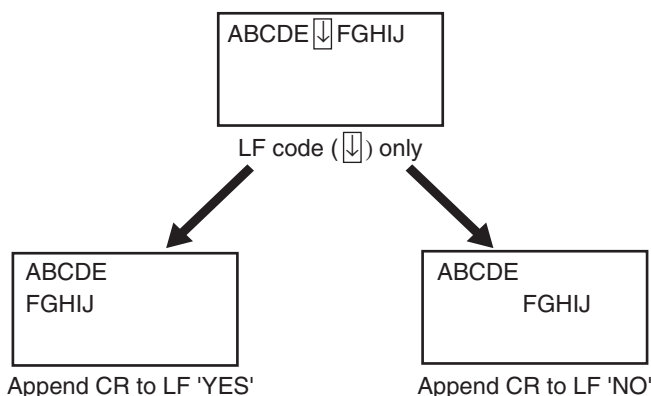 ABCDE↓FGHIJ
LF code (↓) only
ABCDE
FGHIJ
Append CR to LF 'YES'
ABCDE
FGHIJ
Append CR to LF 'NO'